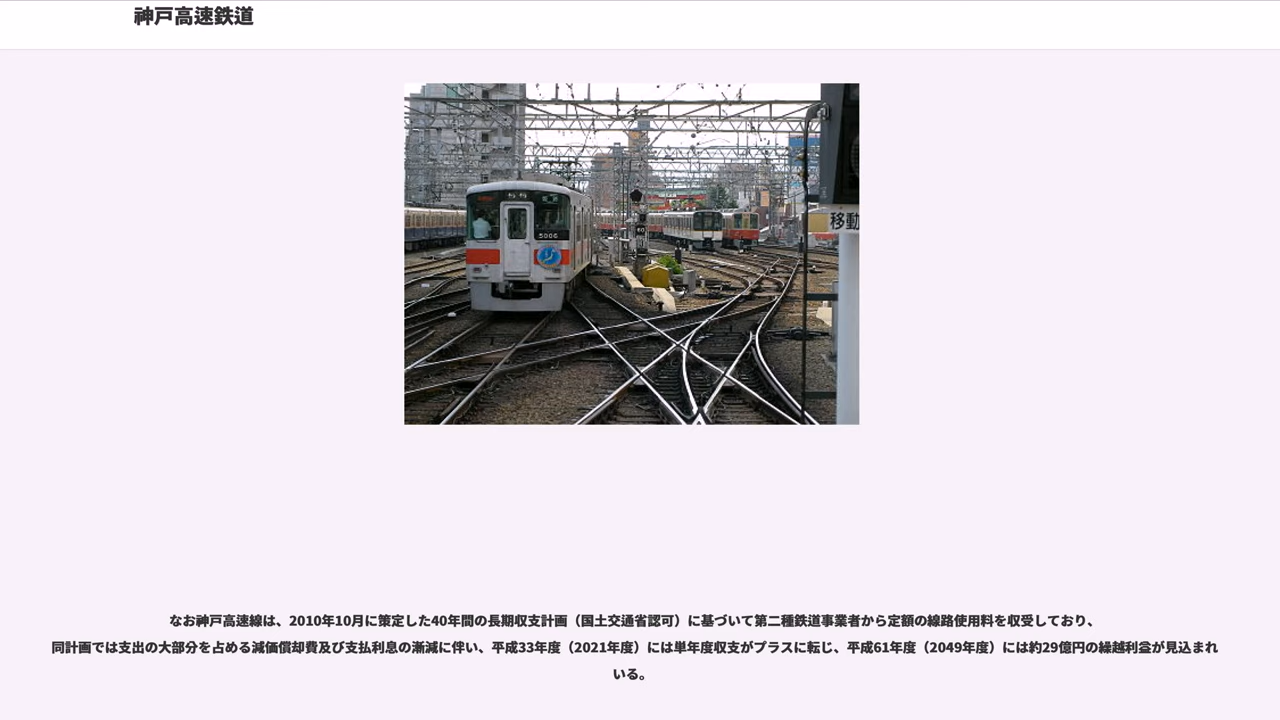 神戸高速鉄道
5006
移動
なお神戸高速線は、2010年10月に策定した40年間の長期収支計画（国土交通省認可）に基づいて第二種鉄道事業者から定額の線路使用料を収受しており、
同計画では支出の大部分を占める減価償却費及び支払利息の漸減に伴い、平成33年度（2021年度）には単年度収支がプラスに転じ、平成61年度（2049年度）には約29億円の繰越利益が見込まれ
いる。